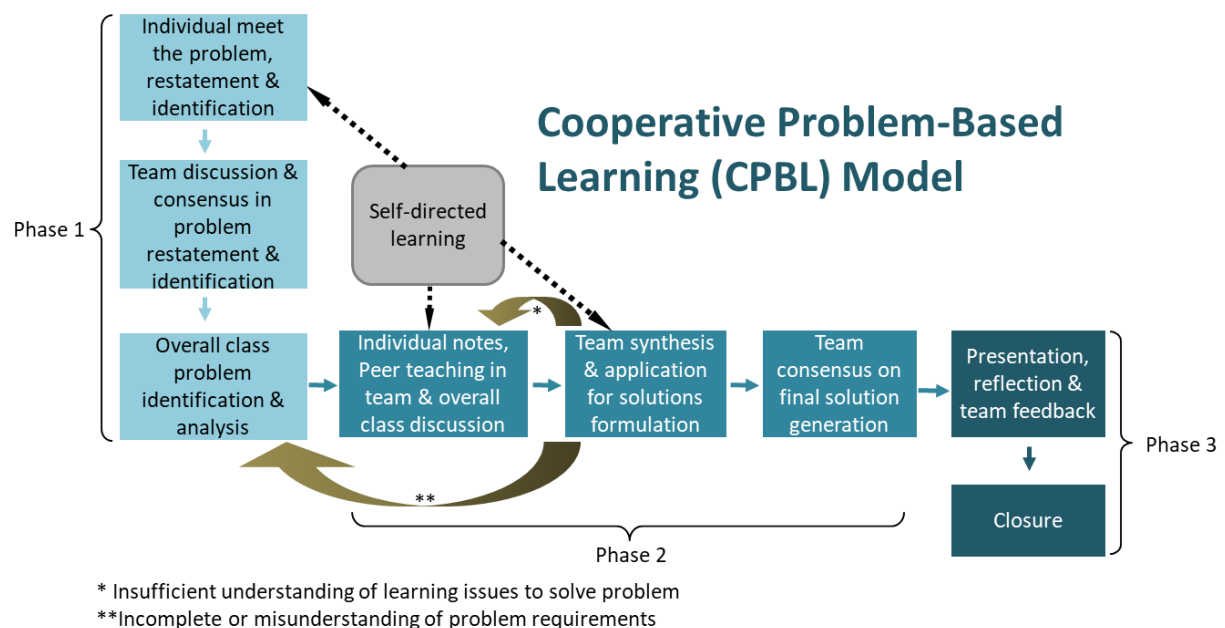 Individual meet
the problem,
restatement &
identification
Cooperative Problem-Based
Learning (CPBL) Model
Team discussion &
consensus in
problem
restatement &
identification
Self-directed
learning
Phase 1
*
Overall class
problem
identification &
analysis
Individual notes,
Peer teaching in
team & overall
class discussion
Team synthesis
& application
for solutions
formulation
Team
consensus on
final solution
generation
Presentation,
reflection &
team feedback
Phase 3
**
Closure
Phase 2
* Insufficient understanding of learning issues to solve problem
**Incomplete or misunderstanding of problem requirements